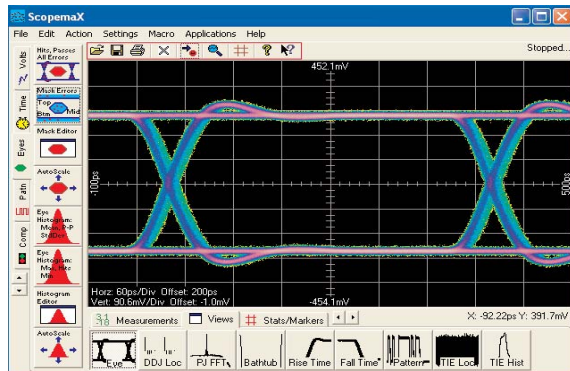 ScopemaX
File Edit Action Settings Macro Applications Help
Stopped...
Volts
Time
Eyes
Path
Comp
Hits, Passes
All Errors
Mask Errors
Top
Mid
Btm
Mask Editor
AutoScale
Eye
Histogram:
Mean, P-P
StdDev
Eye
Histogram:
Max, Hits
Min
Histogram
Editor
AutoScale
452.1mV
-100ps
500ps
Horz: 60ps/Div Offset: 200ps
Vert: 90.6mV/Div Offset: -1.0mV
-454.1mV
Measurements Views Stats/Markers
X: -92.22ps Y: 391.7mV
Eye
DDJ Loc
PJ FFT
Bathtub
Rise Time
Fall Time
Pattern
TIE Loc
TIE Hist